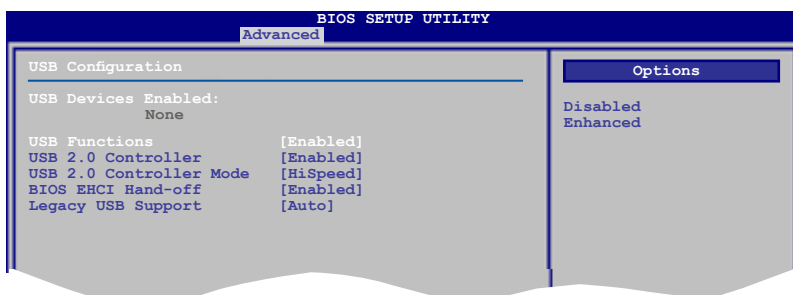 BIOS SETUP UTILITY
Advanced
USB Configuration
USB Devices Enabled:
None
USB Functions [Enabled]
USB 2.0 Controller [Enabled]
USB 2.0 Controller Mode [HiSpeed]
BIOS EHCI Hand-off [Enabled]
Legacy USB Support [Auto]
Options
Disabled
Enhanced